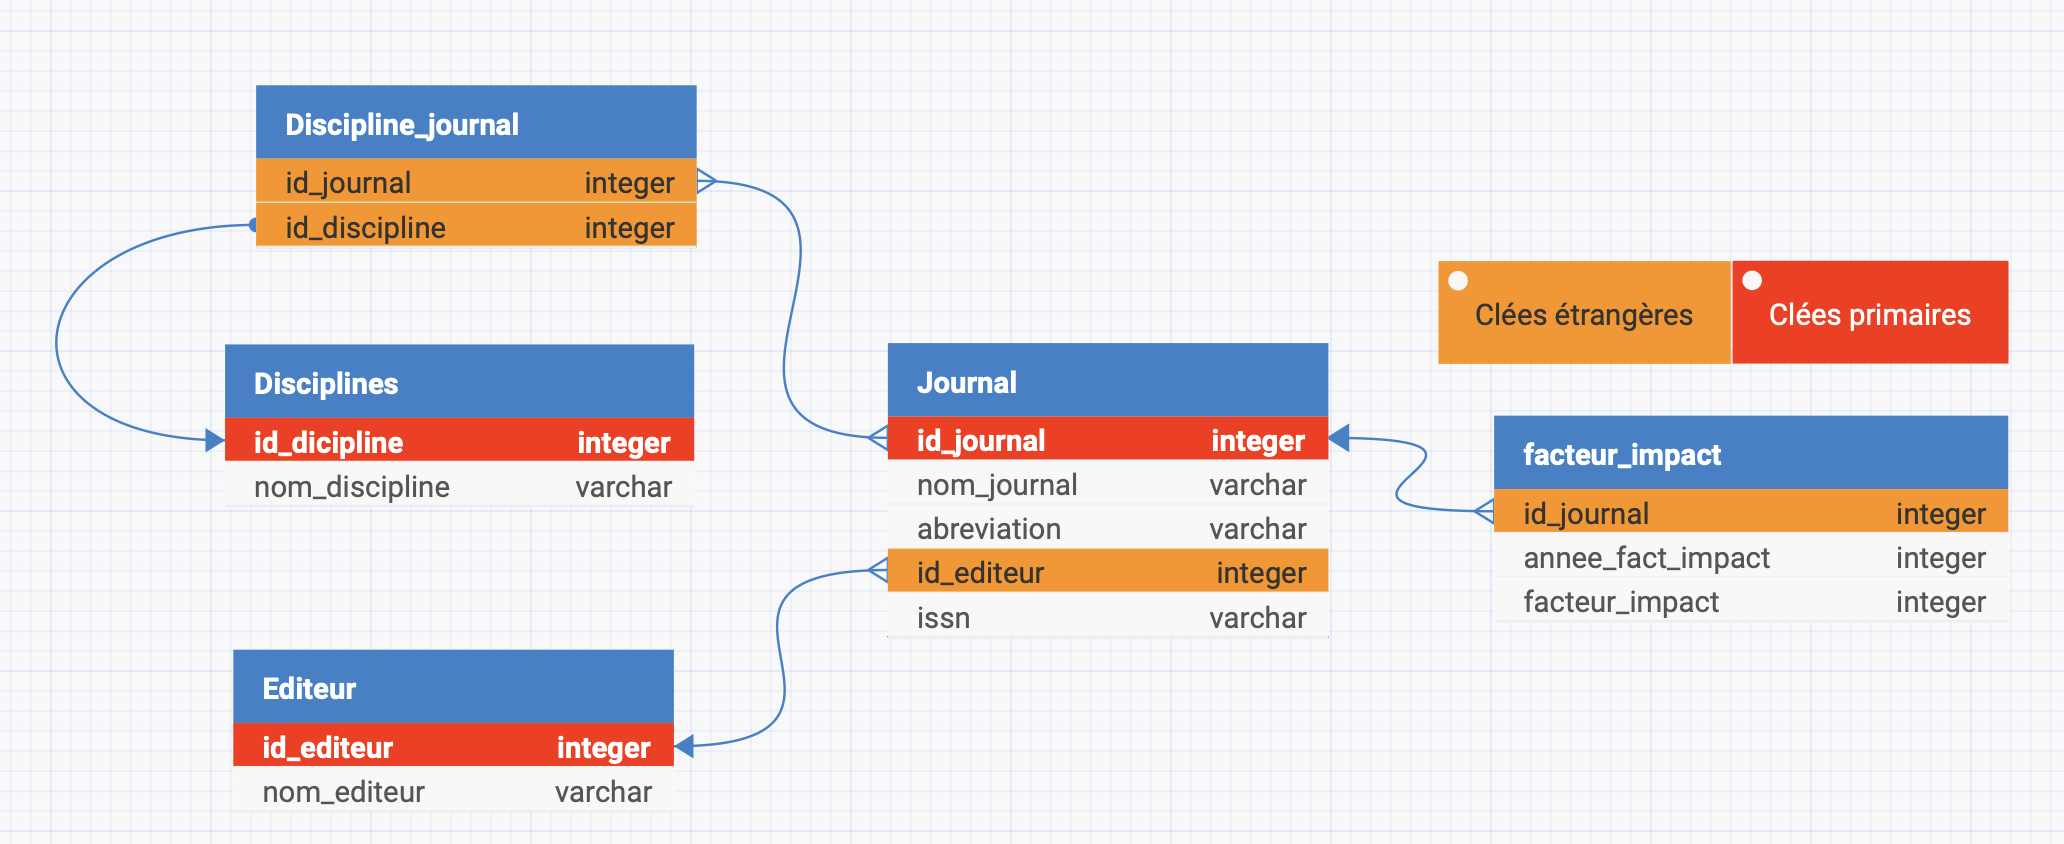 Discipline_journal
id_journal integer
id_discipline integer
Disciplines
id_dicipline integer
nom_discipline varchar
Editeur
id_editeur integer
nom_editeur varchar
Journal
id_journal integer
nom_journal varchar
abreviation varchar
id_editeur integer
issn varchar
Clées étrangères Clées primaires
facteur_impact
id_journal integer
annee_fact_impact integer
facteur_impact integer